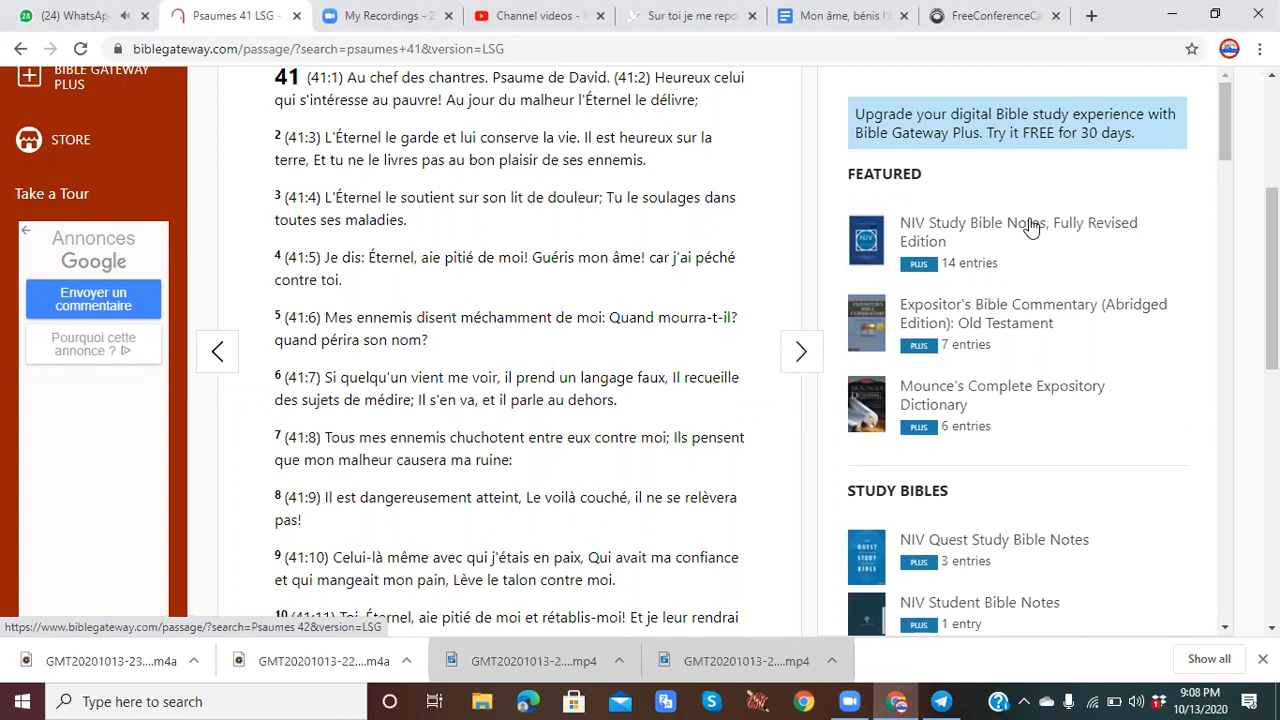 (24) WhatsApp
Psaumes 41 LSG -
My Recordings - Z
Channel videos - Y
Sur toi je me repo
Mon âme, bénis l'E
FreeConferenceCa
biblegateway.com/passage/?search=psaumes+41&version=LSG
BIBLE GATEWAY
PLUS
STORE
Take a Tour
Annonces
Google
Envoyer un
commentaire
Pourquoi cette
annonce ?
41 (41:1) Au chef des chantres. Psaume de David. (41:2) Heureux celui
qui s'intéresse au pauvre! Au jour du malheur l'Éternel le délivre;
2 (41:3) L'Éternel le garde et lui conserve la vie. Il est heureux sur la
terre, Et tu ne le livres pas au bon plaisir de ses ennemis.
3 (41:4) L'Éternel le soutient sur son lit de douleur; Tu le soulages dans
toutes ses maladies.
4 (41:5) Je dis: Éternel, aie pitié de moi! Guéris mon âme! car j'ai péché
contre toi.
5 (41:6) Mes ennemis disent méchamment de moi: Quand mourra-t-il?
quand périra son nom?
6 (41:7) Si quelqu'un vient me voir, il prend un langage faux, Il recueille
des sujets de médire; Il s'en va, et il parle au dehors.
7 (41:8) Tous mes ennemis chuchotent entre eux contre moi; Ils pensent
que mon malheur causera ma ruine:
8 (41:9) Il est dangereusement atteint, Le voilà couché, il ne se relèvera
pas!
9 (41:10) Celui-là même avec qui j'étais en paix, Qui avait ma confiance
et qui mangeait mon pain, Lève le talon contre moi.
10 (41:11) Toi, Éternel, aie pitié de moi et rétablis-moi! Et je leur rendrai
Upgrade your digital Bible study experience with
Bible Gateway Plus. Try it FREE for 30 days.
FEATURED
NIV Study Bible Notes, Fully Revised
Edition
PLUS 14 entries
Expositor's Bible Commentary (Abridged
Edition): Old Testament
PLUS 7 entries
Mounce's Complete Expository
Dictionary
PLUS 6 entries
STUDY BIBLES
NIV Quest Study Bible Notes
PLUS 3 entries
NIV Student Bible Notes
PLUS 1 entry
NIV
QUEST
STUDY
BIBLE
https://www.biblegateway.com/passage/?search=Psaumes 42&version=LSG
GMT20201013-23....m4a
GMT20201013-22....m4a
GMT20201013-2....mp4
GMT20201013-2....mp4
Show all
Type here to search
9:08 PM
10/13/2020